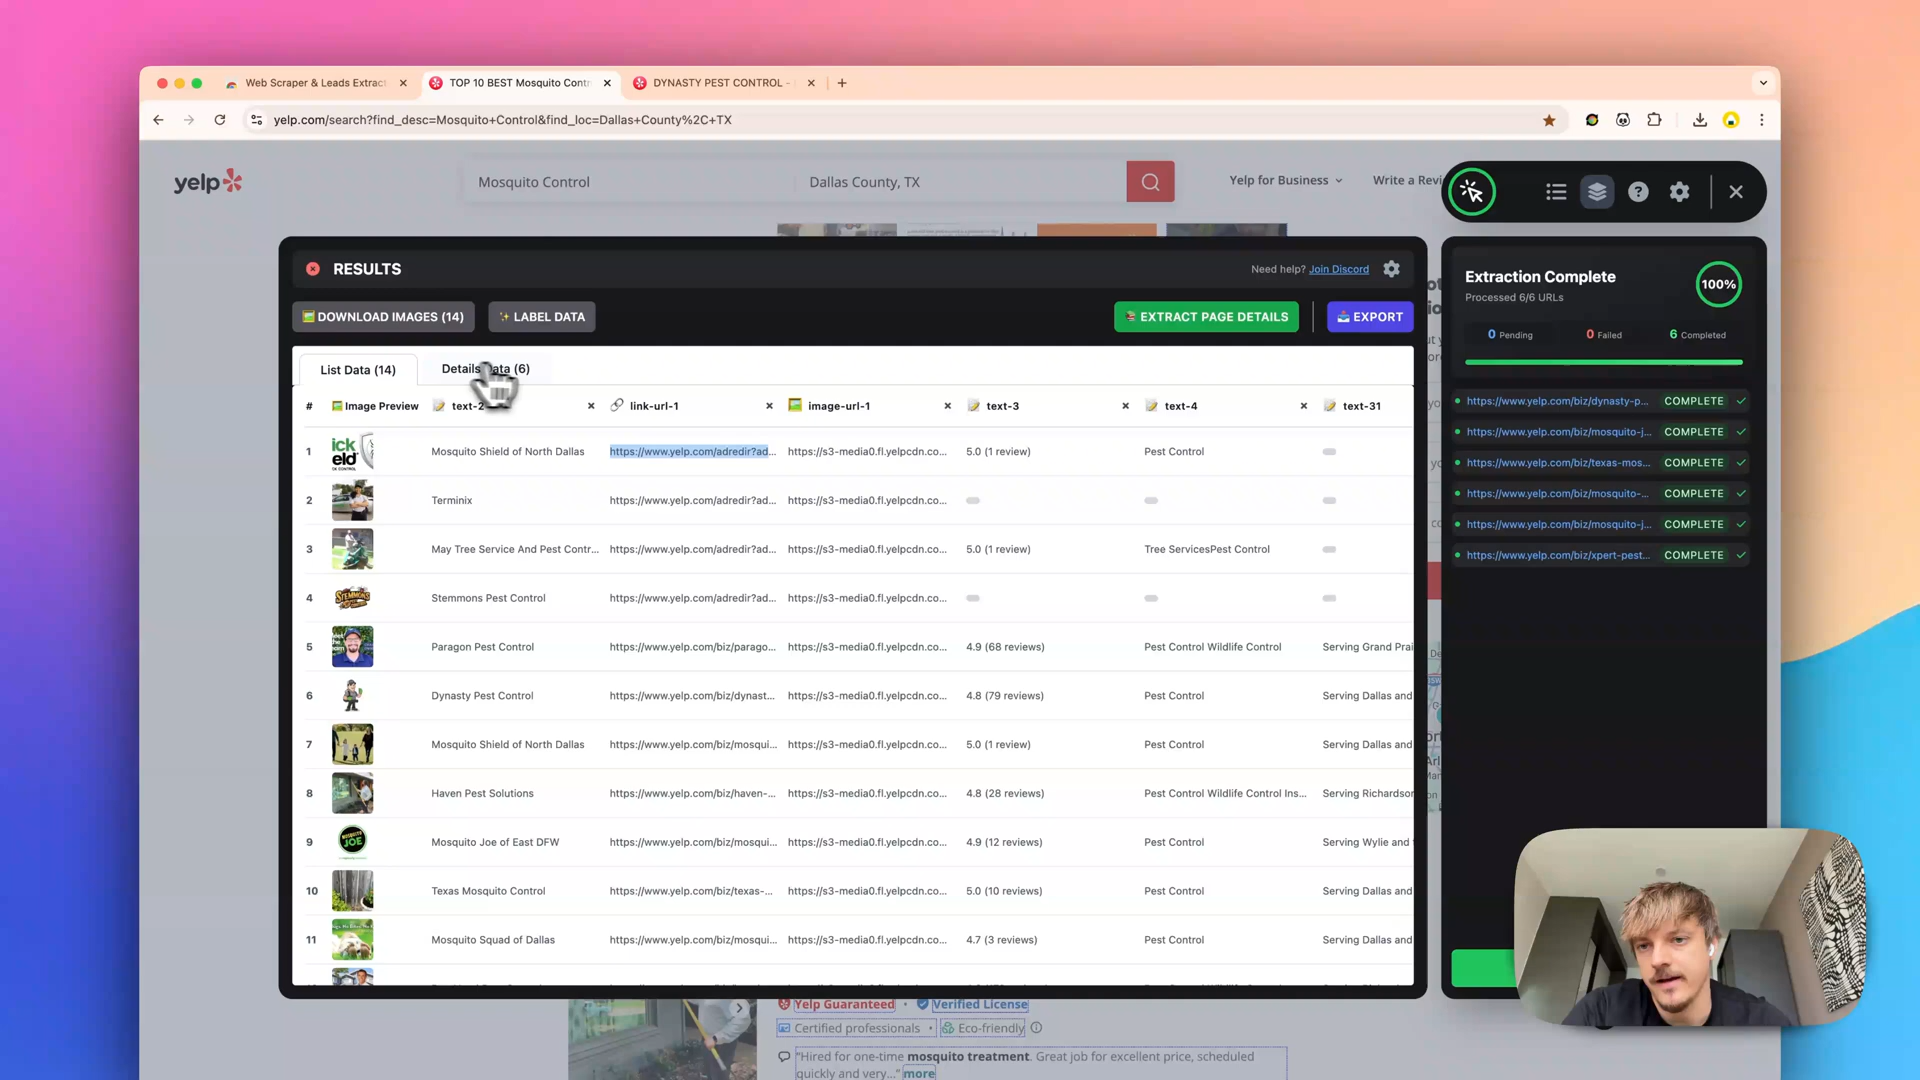 Web Scraper & Leads Extract
TOP 10 BEST Mosquito Contr
DYNASTY PEST CONTROL -
yelp.com/search?find_desc=Mosquito+Control&find_loc=Dallas+County%2C+TX
yelp
Mosquito Control
Dallas County, TX
Yelp for Business
Write a Revi
RESULTS
Need help? Join Discord
DOWNLOAD IMAGES (14)
LABEL DATA
EXTRACT PAGE DETAILS
EXPORT
List Data (14)
Details Data (6)
# Image Preview text-2 link-url-1 image-url-1 text-3 text-4 text-31
1 Mosquito Shield of North Dallas https://www.yelp.com/adredir?ad... https://s3-media0.fl.yelpcdn.co... 5.0 (1 review) Pest Control
2 Terminix https://www.yelp.com/adredir?ad... https://s3-media0.fl.yelpcdn.co...
3 May Tree Service And Pest Contr... https://www.yelp.com/adredir?ad... https://s3-media0.fl.yelpcdn.co... 5.0 (1 review) Tree ServicesPest Control
4 Stemmons Pest Control https://www.yelp.com/adredir?ad... https://s3-media0.fl.yelpcdn.co...
5 Paragon Pest Control https://www.yelp.com/biz/parago... https://s3-media0.fl.yelpcdn.co... 4.9 (68 reviews) Pest Control Wildlife Control Serving Grand Prai
6 Dynasty Pest Control https://www.yelp.com/biz/dynast... https://s3-media0.fl.yelpcdn.co... 4.8 (79 reviews) Pest Control Serving Dallas and
7 Mosquito Shield of North Dallas https://www.yelp.com/biz/mosqui... https://s3-media0.fl.yelpcdn.co... 5.0 (1 review) Pest Control Serving Dallas and
8 Haven Pest Solutions https://www.yelp.com/biz/haven-... https://s3-media0.fl.yelpcdn.co... 4.8 (28 reviews) Pest Control Wildlife Control Ins... Serving Richardson
9 Mosquito Joe of East DFW https://www.yelp.com/biz/mosqui... https://s3-media0.fl.yelpcdn.co... 4.9 (12 reviews) Pest Control Serving Wylie and
10 Texas Mosquito Control https://www.yelp.com/biz/texas-... https://s3-media0.fl.yelpcdn.co... 5.0 (10 reviews) Pest Control Serving Dallas and
11 Mosquito Squad of Dallas https://www.yelp.com/biz/mosqui... https://s3-media0.fl.yelpcdn.co... 4.7 (3 reviews) Pest Control Serving Dallas and
Extraction Complete
Processed 6/6 URLs
100%
0 Pending
0 Failed
6 Completed
https://www.yelp.com/biz/dynasty-p... COMPLETE
https://www.yelp.com/biz/mosquito-j... COMPLETE
https://www.yelp.com/biz/texas-mos... COMPLETE
https://www.yelp.com/biz/mosquito-... COMPLETE
https://www.yelp.com/biz/mosquito-j... COMPLETE
https://www.yelp.com/biz/xpert-pest... COMPLETE
Yelp Guaranteed • Verified License
Certified professionals • Eco-friendly
"Hired for one-time mosquito treatment. Great job for excellent price, scheduled
quickly and very..." more